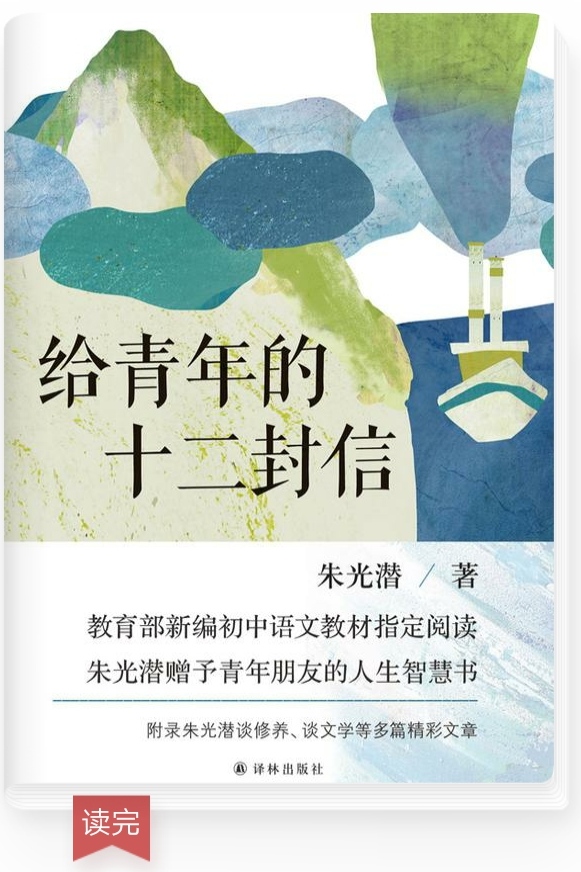 给青年的
十二封信
朱光潜 / 著
教育部新编初中语文教材指定阅读
朱光潜赠予青年朋友的人生智慧书
附录朱光潜谈修养、谈文学等多篇精彩文章
译林出版社
读完